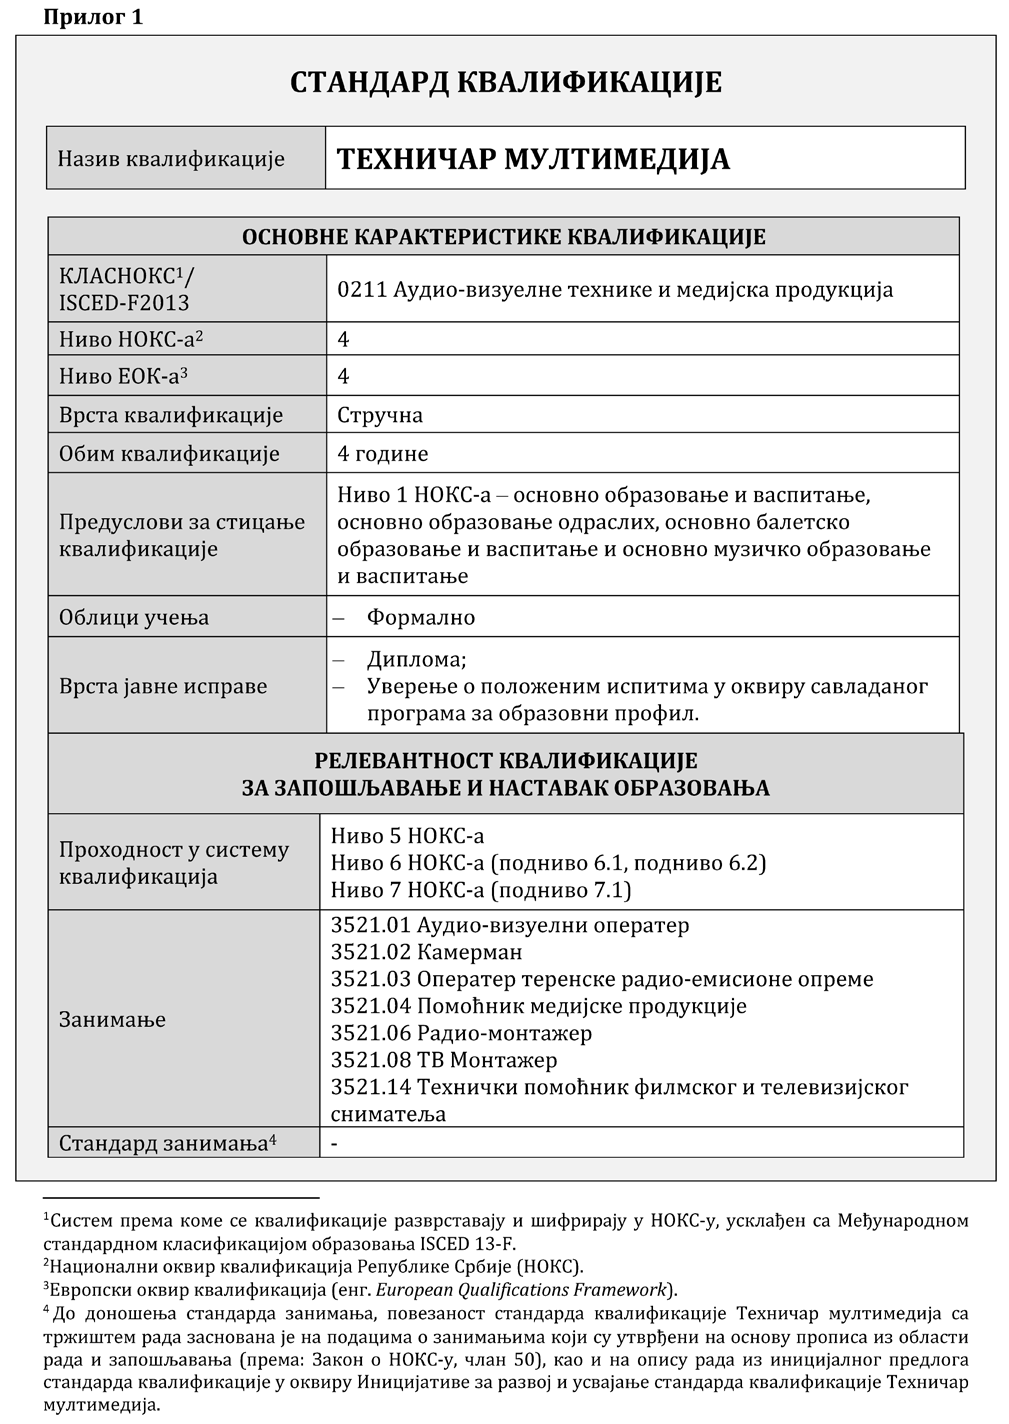 Прилог 1
СТАНДАРД КВАЛИФИКАЦИЈЕ
Назив квалификације
ТЕХНИЧАР МУЛТИМЕДИЈА
ОСНОВНЕ КАРАКТЕРИСТИКЕ КВАЛИФИКАЦИЈЕ
КЛАСНОКС¹/
ISCED-F2013
0211 Аудио-визуелне технике и медијска продукција
Ниво НОКС-а²
4
Ниво ЕОК-а³
4
Врста квалификације
Стручна
Обим квалификације
4 године
Предуслови за стицање
квалификације
Ниво 1 НОКС-а – основно образовање и васпитање,
основно образовање одраслих, основно балетско
образовање и васпитање и основно музичко образовање
и васпитање
Облици учења
– Формално
Врста јавне исправе
– Диплома;
– Уверење о положеним испитима у оквиру савладаног
програма за образовни профил.
РЕЛЕВАНТНОСТ КВАЛИФИКАЦИЈЕ
ЗА ЗАПОШЉАВАЊЕ И НАСТАВАК ОБРАЗОВАЊА
Проходност у систему
квалификација
Ниво 5 НОКС-а
Ниво 6 НОКС-а (подниво 6.1, подниво 6.2)
Ниво 7 НОКС-а (подниво 7.1)
Занимање
3521.01 Аудио-визуелни оператер
3521.02 Камерман
3521.03 Оператер теренске радио-емисионе опреме
3521.04 Помоћник медијске продукције
3521.06 Радио-монтажер
3521.08 ТВ Монтажер
3521.14 Технички помоћник филмског и телевизијског
сниматеља
Стандард занимања⁴
-
¹Систем према коме се квалификације разврставају и шифрирају у НОКС-у, усклађен са Међународном
стандардном класификацијом образовања ISCED 13-F.
²Национални оквир квалификација Републике Србије (НОКС).
³Европски оквир квалификација (енг. European Qualifications Framework).
⁴ До доношења стандарда занимања, повезаност стандарда квалификације Техничар мултимедија са
тржиштем рада заснована је на подацима о занимањима који су утврђени на основу прописа из области
рада и запошљавања (према: Закон о НОКС-у, члан 50), као и на опису рада из иницијалног предлога
стандарда квалификације у оквиру Иницијативе за развој и усвајање стандарда квалификације Техничар
мултимедија.